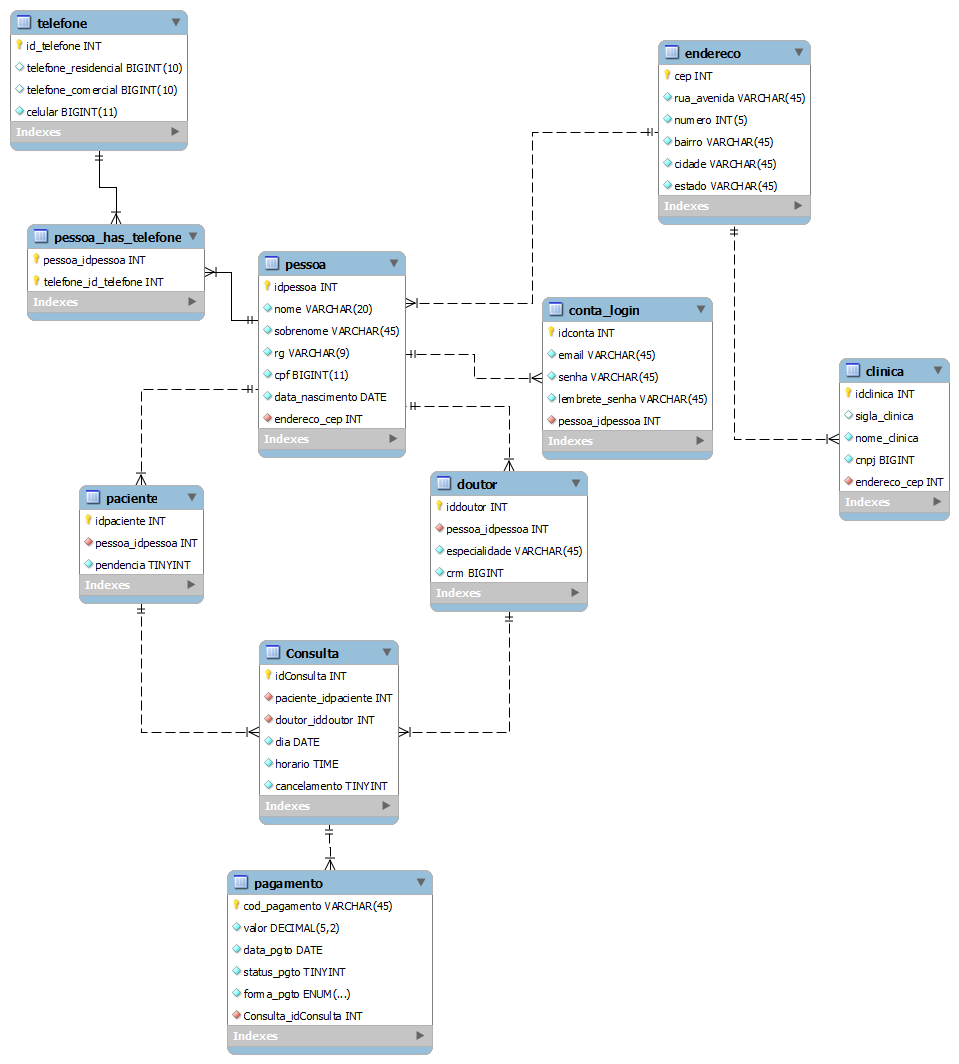 telefone
id_telefone INT
telefone_residencial BIGINT(10)
telefone_comercial BIGINT(10)
celular BIGINT(11)
Indexes
endereco
cep INT
rua_avenida VARCHAR(45)
numero INT(5)
bairro VARCHAR(45)
cidade VARCHAR(45)
estado VARCHAR(45)
Indexes
pessoa_has_telefone
pessoa_idpessoa INT
telefone_id_telefone INT
Indexes
pessoa
idpessoa INT
nome VARCHAR(20)
sobrenome VARCHAR(45)
rg VARCHAR(9)
cpf BIGINT(11)
data_nascimento DATE
endereco_cep INT
Indexes
conta_login
idconta INT
email VARCHAR(45)
senha VARCHAR(45)
lembrete_senha VARCHAR(45)
pessoa_idpessoa INT
Indexes
clinica
idclinica INT
sigla_clinica
nome_clinica
cnpj BIGINT
endereco_cep INT
Indexes
paciente
idpaciente INT
pessoa_idpessoa INT
pendencia TINYINT
Indexes
doutor
iddoutor INT
pessoa_idpessoa INT
especialidade VARCHAR(45)
crm BIGINT
Indexes
Consulta
idConsulta INT
paciente_idpaciente INT
doutor_iddoutor INT
dia DATE
horario TIME
cancelamento TINYINT
Indexes
pagamento
cod_pagamento VARCHAR(45)
valor DECIMAL(5,2)
data_pgto DATE
status_pgto TINYINT
forma_pgto ENUM(...)
Consulta_idConsulta INT
Indexes